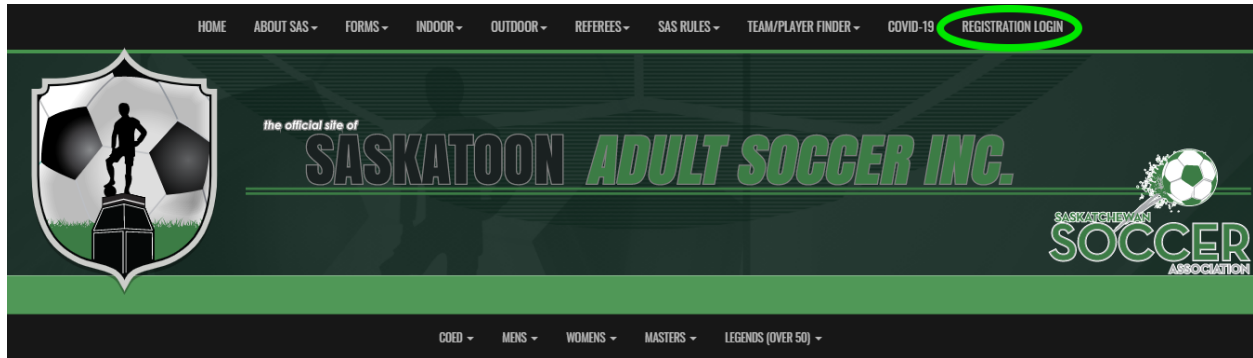 HOME ABOUT SAS FORMS INDOOR OUTDOOR REFEREES SAS RULES TEAM/PLAYER FINDER COVID-19 REGISTRATION LOGIN
the official site of
SASKATOON ADULT SOCCER INC.
SASKATCHEWAN
SOCCER
ASSOCIATION
COED MENS WOMENS MASTERS LEGENDS (OVER 50)